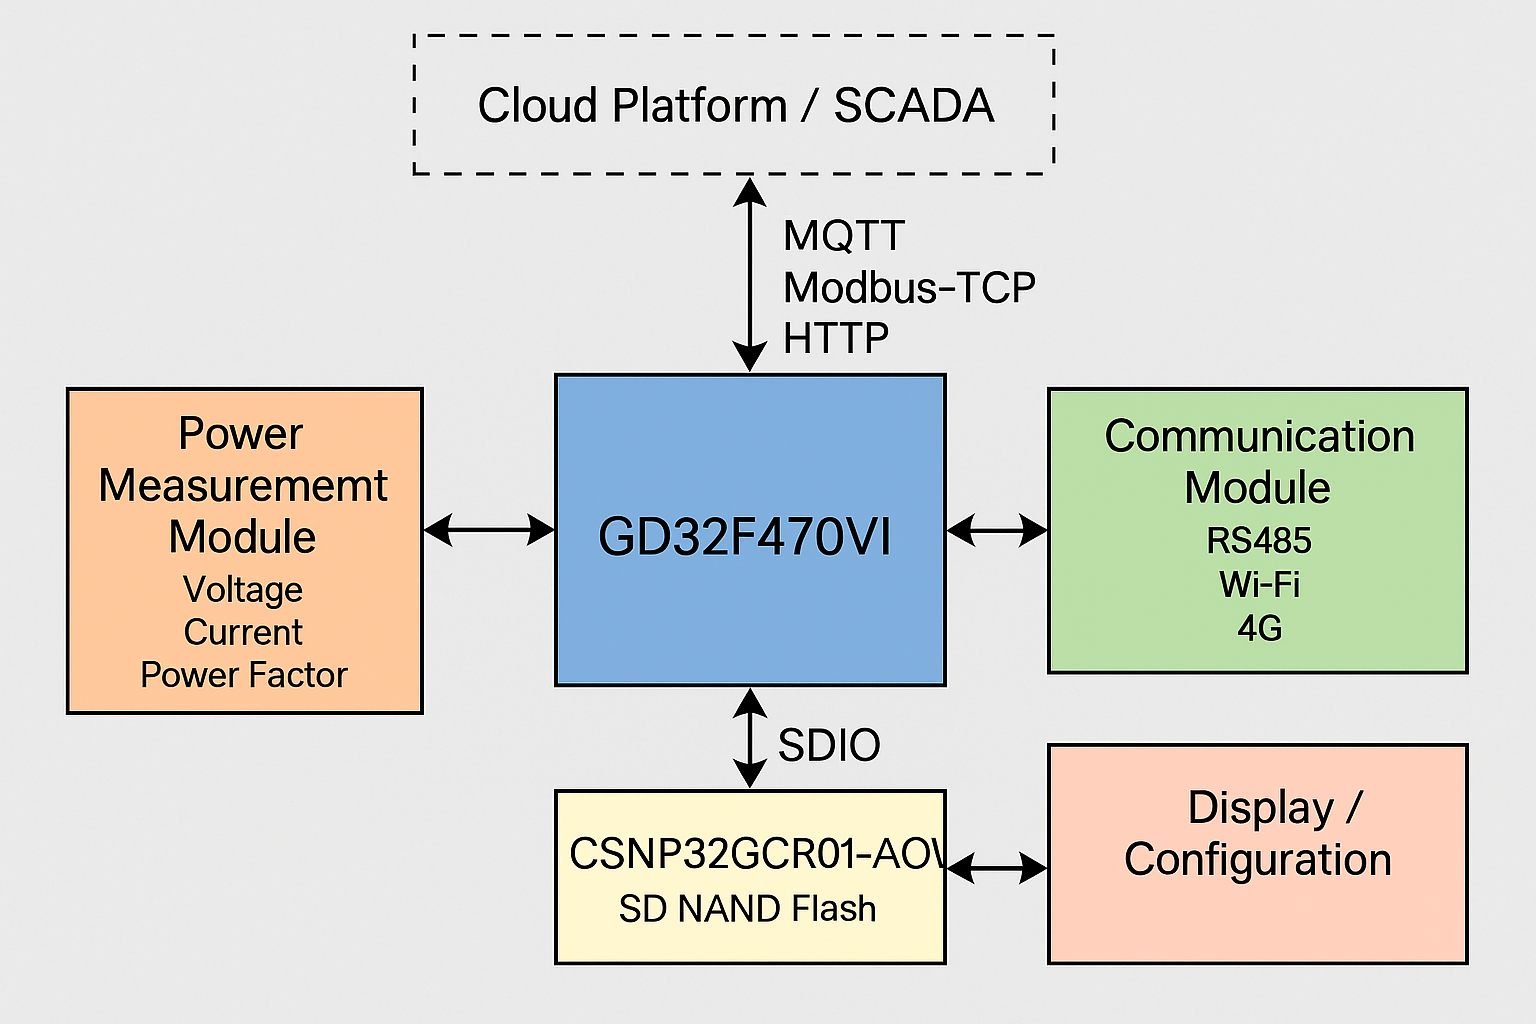 Cloud Platform / SCADA
MQTT
Modbus-TCP
HTTP
Power
Measurememt
Module
Voltage
Current
Power Factor
GD32F470VI
Communication
Module
RS485
Wi-Fi
4G
SDIO
CSNP32GCR01-AO
SD NAND Flash
Display /
Configuration